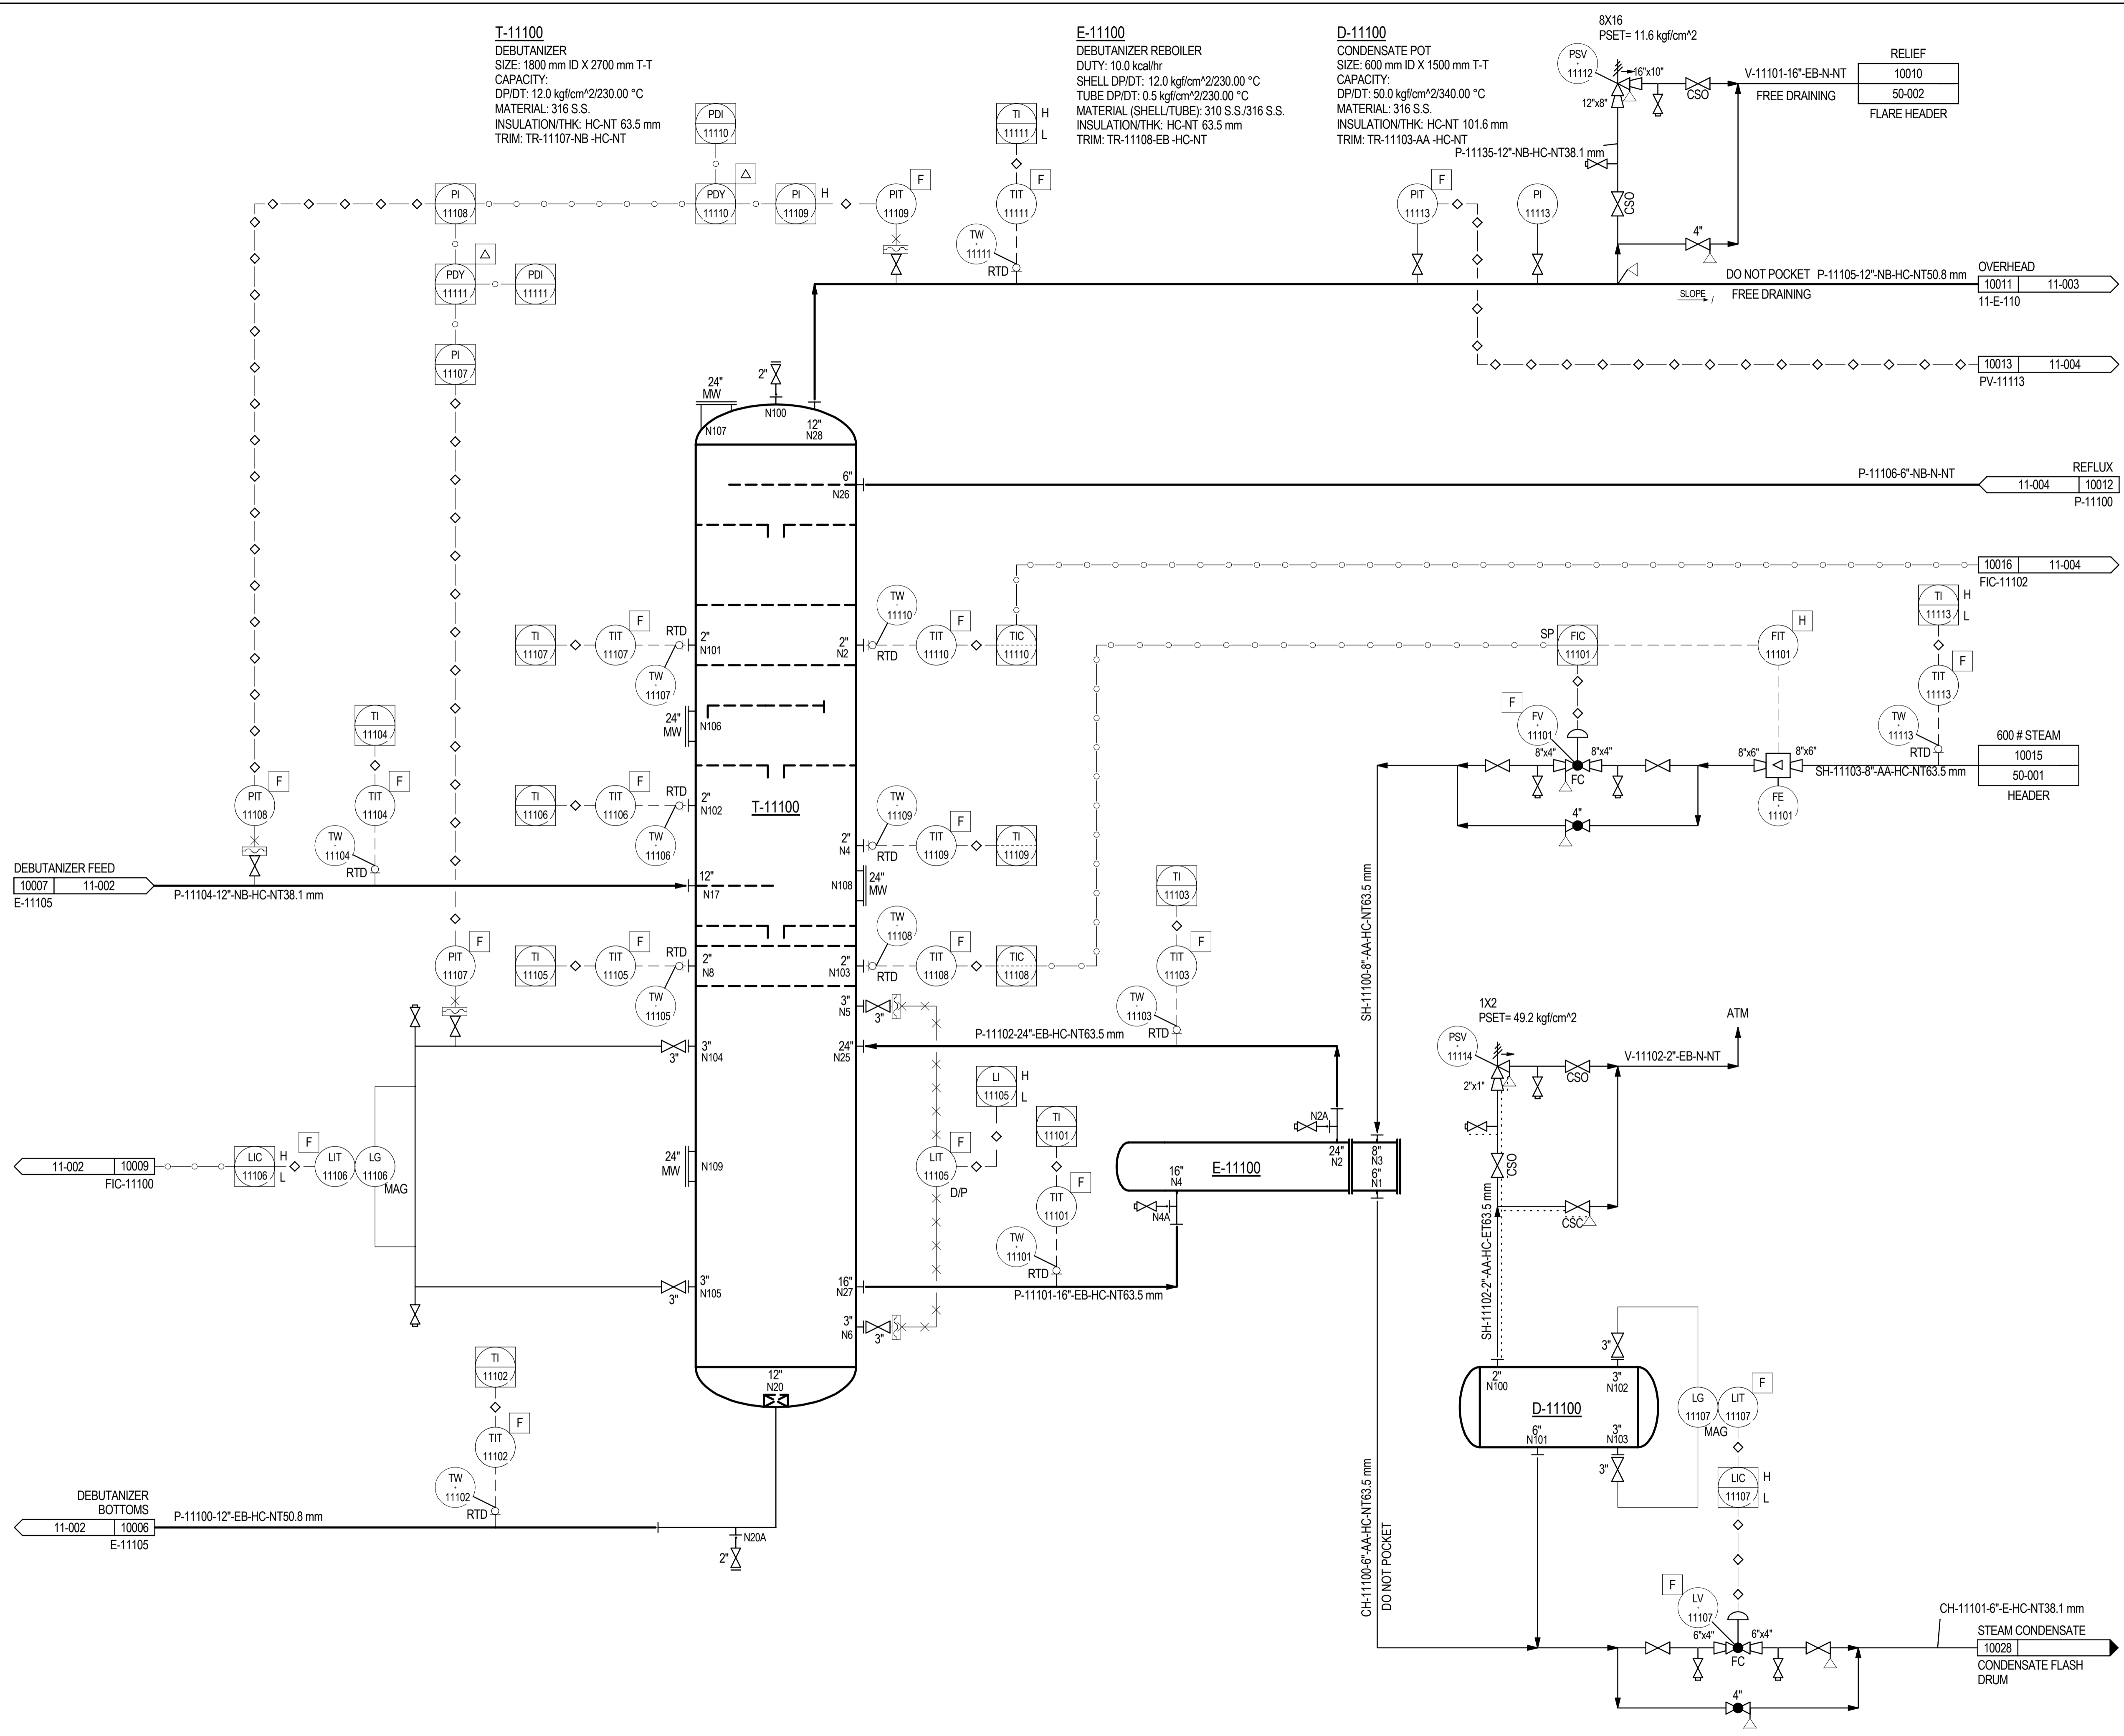 T-11100
DEBUTANIZER
SIZE: 1800 mm ID X 2700 mm T-T
CAPACITY:
DP/DT: 12.0 kgf/cm^2/230.00 °C
MATERIAL: 316 S.S.
INSULATION/THK: HC-NT 63.5 mm
TRIM: TR-11107-NB -HC-NT
E-11100
DEBUTANIZER REBOILER
DUTY: 10.0 kcal/hr
SHELL DP/DT: 12.0 kgf/cm^2/230.00 °C
TUBE DP/DT: 0.5 kgf/cm^2/230.00 °C
MATERIAL (SHELL/TUBE): 310 S.S./316 S.S.
INSULATION/THK: HC-NT 63.5 mm
TRIM: TR-11108-EB -HC-NT
D-11100
CONDENSATE POT
SIZE: 600 mm ID X 1500 mm T-T
CAPACITY:
DP/DT: 50.0 kgf/cm^2/340.00 °C
MATERIAL: 316 S.S.
INSULATION/THK: HC-NT 101.6 mm
TRIM: TR-11103-AA -HC-NT
8X16
PSET= 11.6 kgf/cm^2
PSV
11112
16"x10"
12"x8"
CSO
V-11101-16"-EB-N-NT
FREE DRAINING
RELIEF
10010
50-002
FLARE HEADER
P-11135-12"-NB-HC-NT38.1 mm
CSO
4"
PDI
11110
TI
11111
H
L
PI
11108
PDY
11110
△
PI
11109
H
PIT
11109
F
TIT
11111
F
TW
11111
RTD
PIT
11113
F
PI
11113
PDY
11111
△
PDI
11111
PI
11107
DO NOT POCKET
P-11105-12"-NB-HC-NT50.8 mm
SLOPE
FREE DRAINING
OVERHEAD
10011
11-003
11-E-110
10013
11-004
PV-11113
24"
MW
N107
2"
N100
12"
N28
6"
N26
P-11106-6"-NB-N-NT
REFLUX
11-004
10012
P-11100
10016
11-004
FIC-11102
TI
11107
TIT
11107
F
RTD
2"
N101
TW
11107
2"
N2
RTD
TW
11110
TIT
11110
F
TIC
11110
SP
FIC
11101
FIT
11101
H
TI
11113
H
L
TIT
11113
F
TW
11113
RTD
F
FV
11101
8"x4"
8"x4"
FC
4"
8"x6"
8"x6"
FE
11101
SH-11103-8"-AA-HC-NT63.5 mm
600 # STEAM
10015
50-001
HEADER
24"
MW
N106
TI
11104
TIT
11104
F
TW
11104
RTD
PIT
11108
F
TI
11106
TIT
11106
F
RTD
2"
N102
TW
11106
T-11100
2"
N4
RTD
TW
11109
TIT
11109
F
TI
11109
DEBUTANIZER FEED
10007
11-002
E-11105
P-11104-12"-NB-HC-NT38.1 mm
12"
N17
N108
24"
MW
PIT
11107
F
TI
11105
TIT
11105
F
RTD
2"
N8
TW
11105
2"
N103
RTD
TW
11108
TIT
11108
F
TIC
11108
TI
11103
TIT
11103
F
TW
11103
RTD
SH-11100-8"-AA-HC-NT63.5 mm
3"
N5
3"
3"
N104
3"
24"
N25
P-11102-24"-EB-HC-NT63.5 mm
LI
11105
H
L
LIT
11105
F
D/P
TI
11101
TIT
11101
F
TW
11101
RTD
11-002
10009
FIC-11100
LIC
11106
H
L
F
LIT
11106
LG
11106
MAG
24"
MW
N109
3"
N105
3"
16"
N27
P-11101-16"-EB-HC-NT63.5 mm
3"
N6
3"
12"
N20
E-11100
16"
N4
N4A
N2A
24"
N2
8"
N3
6"
N1
1X2
PSET= 49.2 kgf/cm^2
PSV
11114
2"x1"
CSO
V-11102-2"-EB-N-NT
ATM
CSO
CSC
SH-11102-2"-AA-HC-ET63.5 mm
2"
N100
3"
N102
3"
D-11100
6"
N101
3"
N103
3"
LG
11107
MAG
LIT
11107
F
LIC
11107
H
L
TI
11102
TIT
11102
F
TW
11102
RTD
DEBUTANIZER
BOTTOMS
11-002
10006
E-11105
P-11100-12"-EB-HC-NT50.8 mm
N20A
2"
CH-11100-6"-AA-HC-NT63.5 mm
DO NOT POCKET
F
LV
11107
6"x4"
6"x4"
FC
4"
CH-11101-6"-E-HC-NT38.1 mm
STEAM CONDENSATE
10028
CONDENSATE FLASH
DRUM